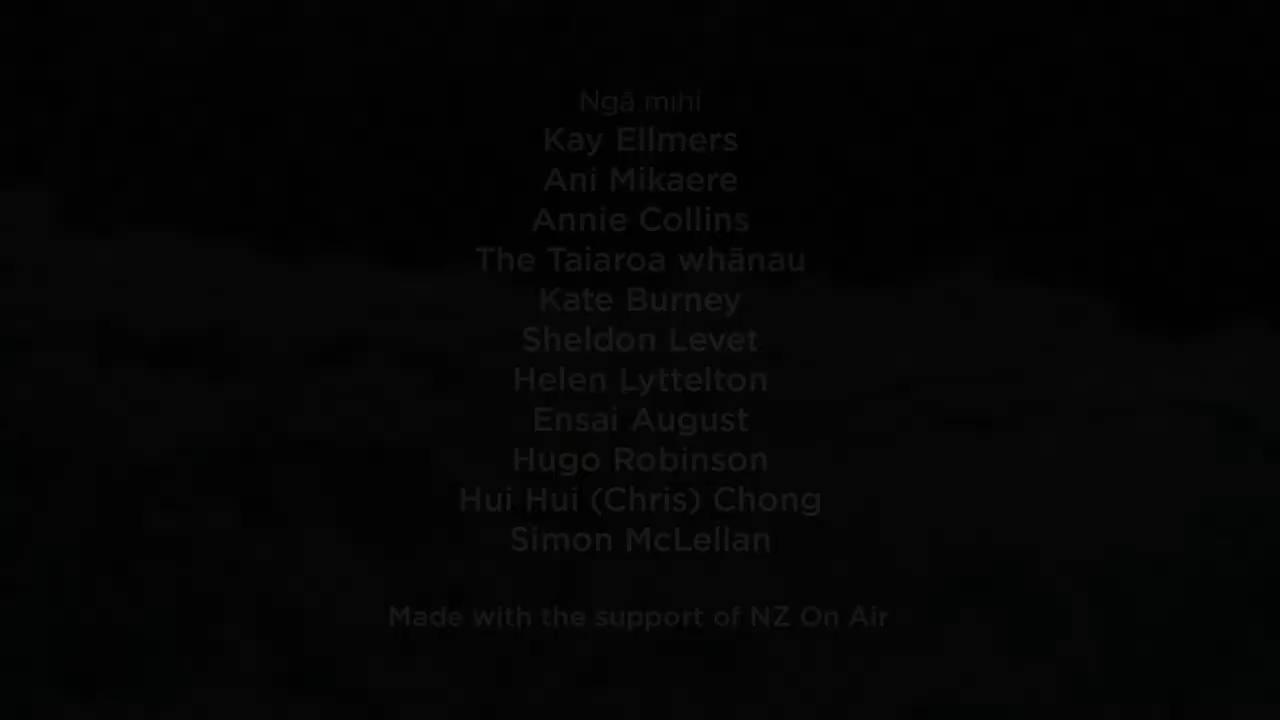 Ngā mihi
Kay Ellmers
Ani Mikaere
Annie Collins
The Taiaroa whānau
Kate Burney
Sheldon Levet
Helen Lyttelton
Ensai August
Hugo Robinson
Hui Hui (Chris) Chong
Simon McLellan
Made with the support of NZ On Air